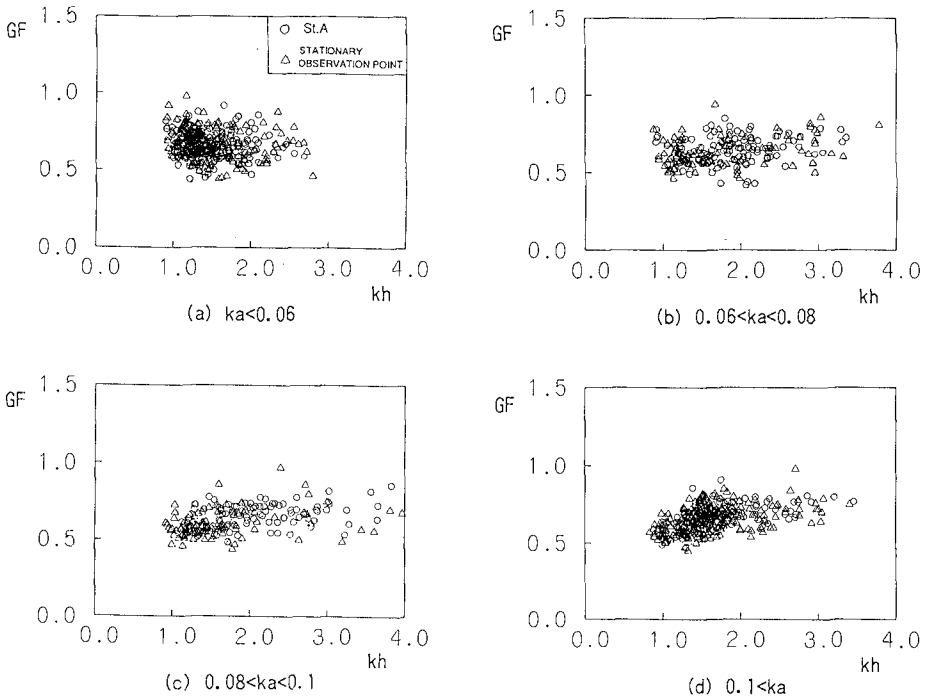 GF
1.5
1.0
0.5
0.0
0.0 1.0 2.0 3.0 4.0
kh
○ St.A
△ STATIONARY
OBSERVATION POINT
(a) ka<0.06
GF
1.5
1.0
0.5
0.0
0.0 1.0 2.0 3.0 4.0
kh
(b) 0.06<ka<0.08
GF
1.5
1.0
0.5
0.0
0.0 1.0 2.0 3.0 4.0
kh
(c) 0.08<ka<0.1
GF
1.5
1.0
0.5
0.0
0.0 1.0 2.0 3.0 4.0
kh
(d) 0.1<ka